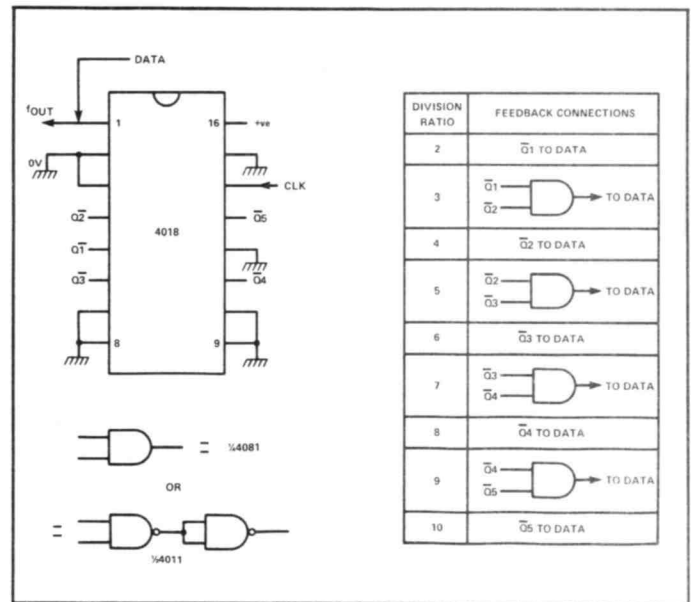 DATA
fOUT
1
16
+ve
0V
CLK
Q̅2
Q̅5
4018
Q̅1
Q̅3
Q̅4
8
9
= ¼4081
OR
=
½4011
DIVISION RATIO
FEEDBACK CONNECTIONS
2
Q̅1 TO DATA
3
Q̅1
Q̅2
TO DATA
4
Q̅2 TO DATA
5
Q̅2
Q̅3
TO DATA
6
Q̅3 TO DATA
7
Q̅3
Q̅4
TO DATA
8
Q̅4 TO DATA
9
Q̅4
Q̅5
TO DATA
10
Q̅5 TO DATA